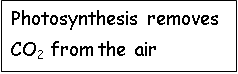 Photosynthesis removes
CO₂ from the air